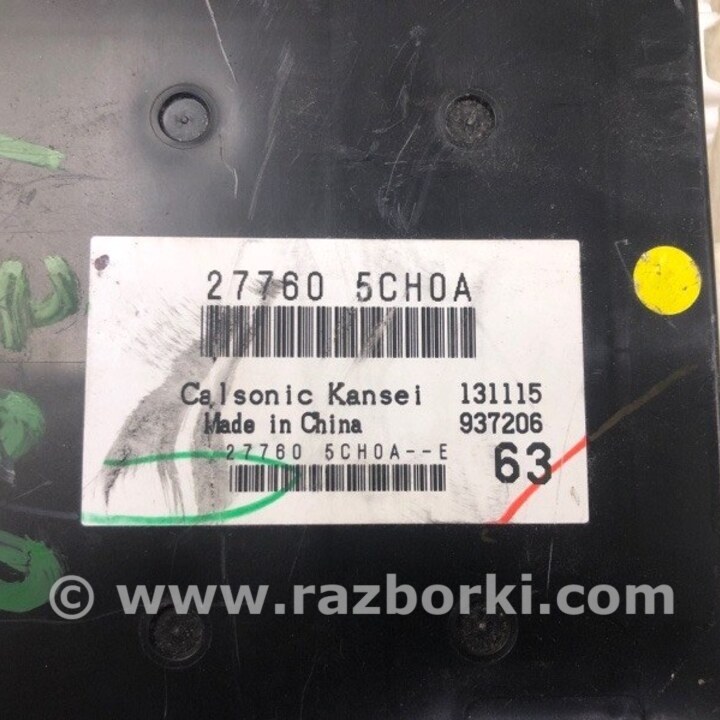 27760 5CH0A
Calsonic Kansei 131115
Made in China 937206
27760 5CH0A--E 63
© www.razborki.com